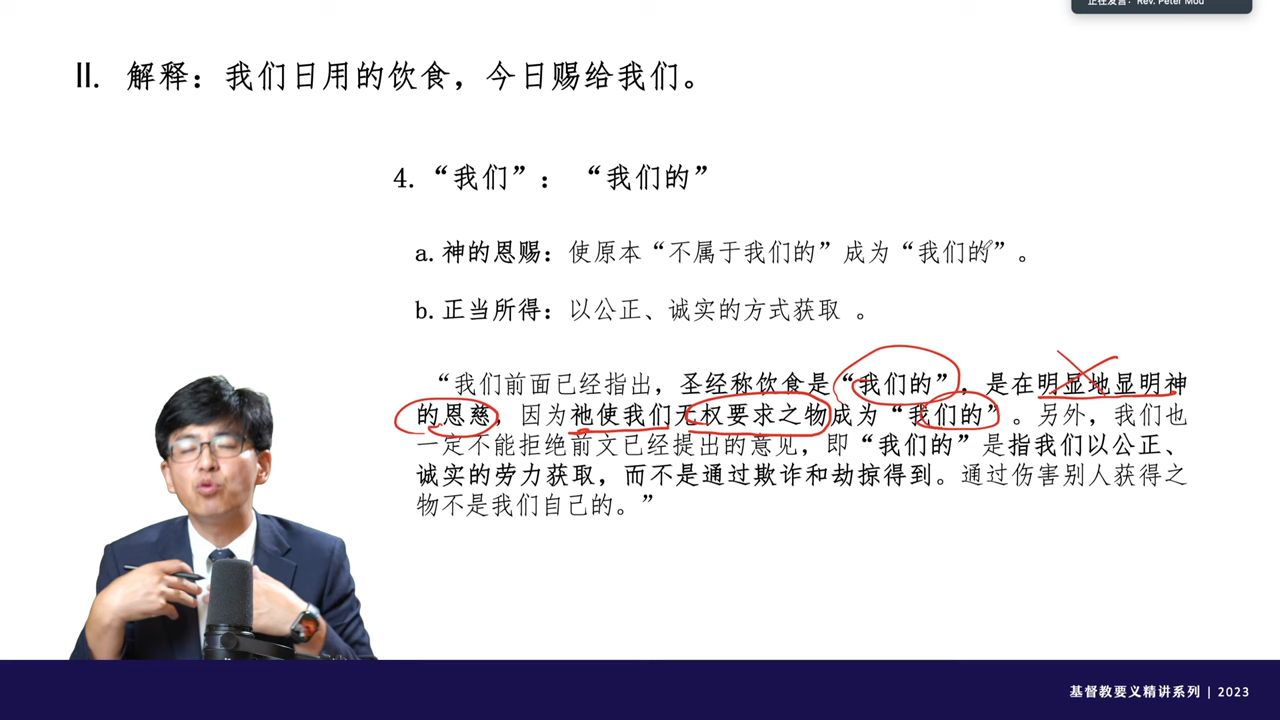 正在发言: Rev. Peter Mou
II. 解释：我们日用的饮食，今日赐给我们。
4. “我们”： “我们的”
a. 神的恩赐：使原本“不属于我们的”成为“我们的”。
b. 正当所得：以公正、诚实的方式获取 。
“我们前面已经指出，圣经称饮食是“我们的”，是在明显地显明神
的恩慈，因为祂使我们无权要求之物成为“我们的”。另外，我们也
一定不能拒绝前文已经提出的意见，即“我们的”是指我们以公正、
诚实的劳力获取，而不是通过欺诈和劫掠得到。通过伤害别人获得之
物不是我们自己的。”
基督教要义精讲系列 | 2023